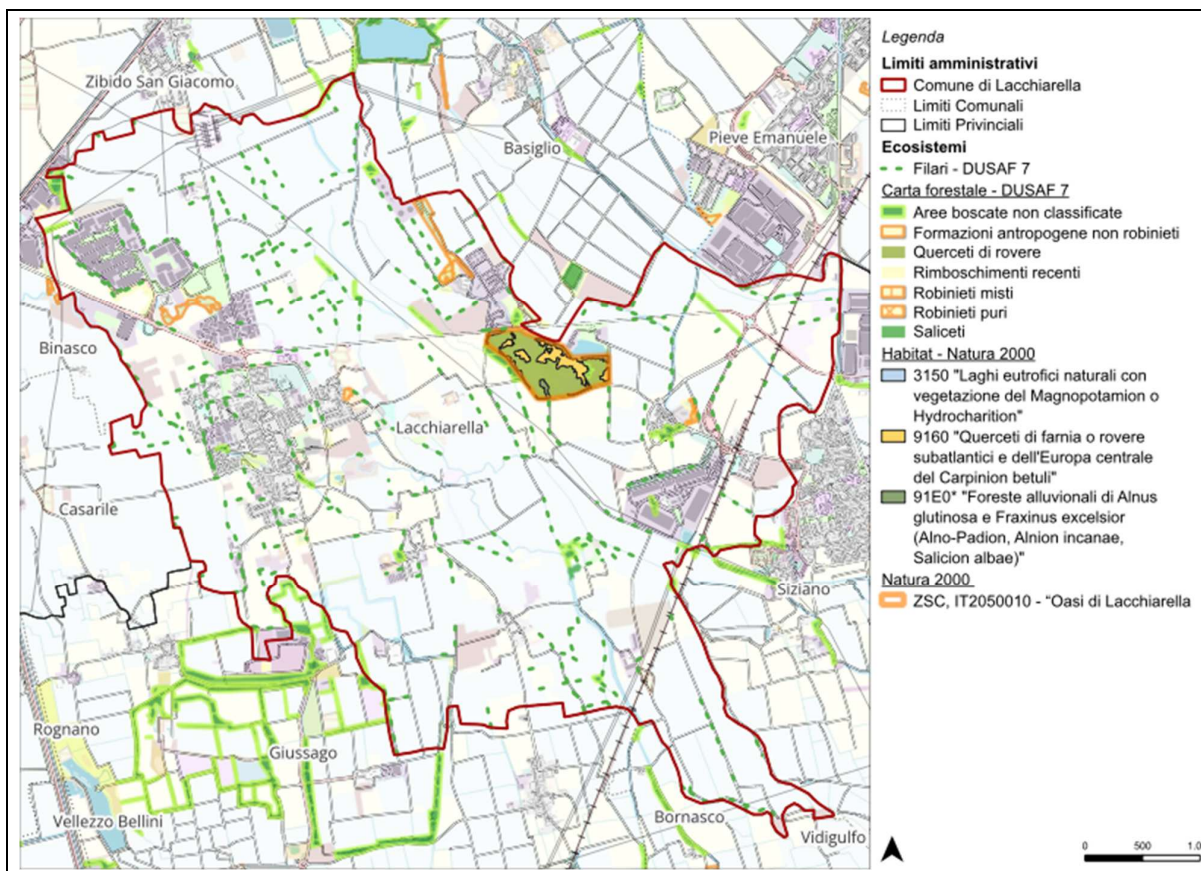 Zibido San Giacomo
Basiglio
Pieve Emanuele
Binasco
Lacchiarella
Casarile
Siziano
Rognano
Giussago
Vellezzo Bellini
Bornasco
Vidigulfo
Legenda
Limiti amministrativi
Comune di Lacchiarella
Limiti Comunali
Limiti Privinciali
Ecosistemi
Filari - DUSAF 7
Carta forestale - DUSAF 7
Aree boscate non classificate
Formazioni antropogene non robinieti
Querceti di rovere
Rimboschimenti recenti
Robinieti misti
Robinieti puri
Saliceti
Habitat - Natura 2000
3150 "Laghi eutrofici naturali con
vegetazione del Magnopotamion o
Hydrocharition"
9160 "Querceti di farnia o rovere
subatlantici e dell'Europa centrale
del Carpinion betuli"
91E0* "Foreste alluvionali di Alnus
glutinosa e Fraxinus excelsior
(Alno-Padion, Alnion incanae,
Salicion albae)"
Natura 2000
ZSC, IT2050010 - "Oasi di Lacchiarella
0 500 1.0